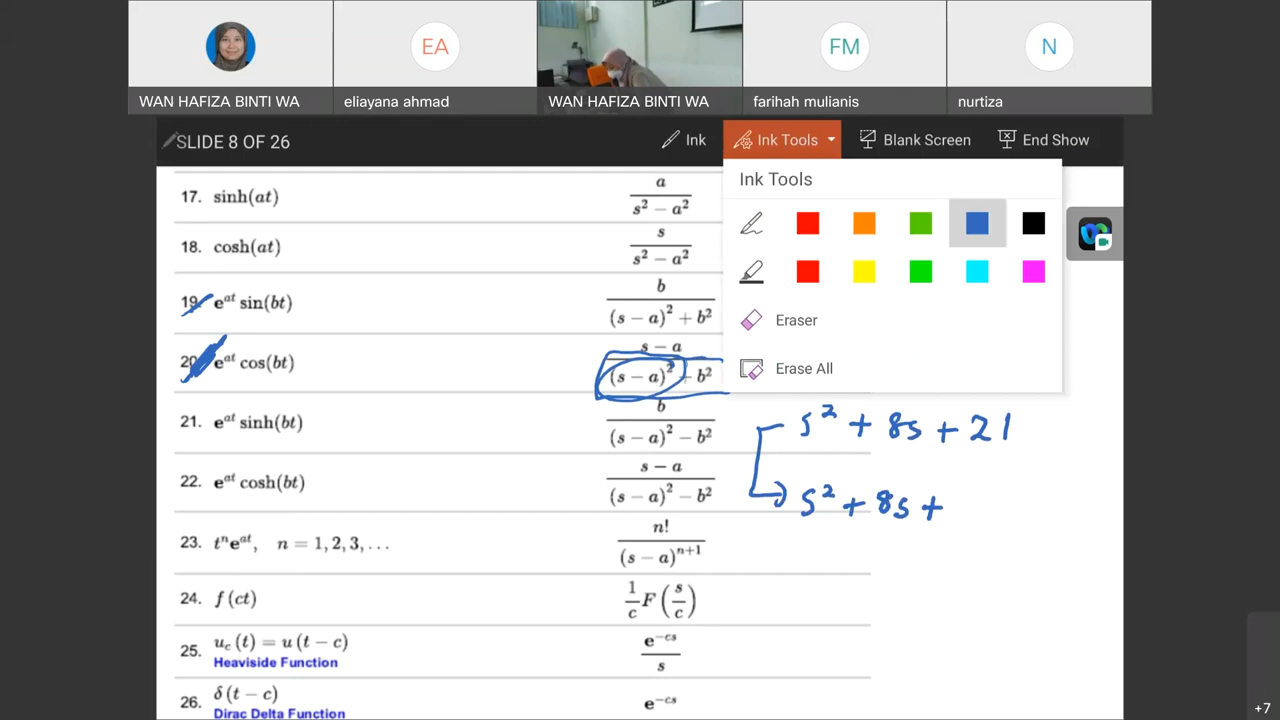 EA
FM
N
WAN HAFIZA BINTI WA
eliayana ahmad
WAN HAFIZA BINTI WA
farihah mulianis
nurtiza
SLIDE 8 OF 26
Ink
Ink Tools
Blank Screen
End Show
Ink Tools
Eraser
Erase All
17. sinh(at) a / (s² − a²)
18. cosh(at) s / (s² − a²)
19. e^{at} sin(bt) b / ((s − a)² + b²)
20. e^{at} cos(bt) s − a / ((s − a)² + b²)
21. e^{at} sinh(bt) b / ((s − a)² − b²)
22. e^{at} cosh(bt) s − a / ((s − a)² − b²)
23. tⁿe^{at}, n = 1, 2, 3, ... n! / (s − a)^{n+1}
24. f(ct) 1/c F(s/c)
25. u_c(t) = u(t − c) e^{−cs} / s
Heaviside Function
26. δ(t − c) e^{−cs}
Dirac Delta Function
s² + 8s + 21
s² + 8s +
+7